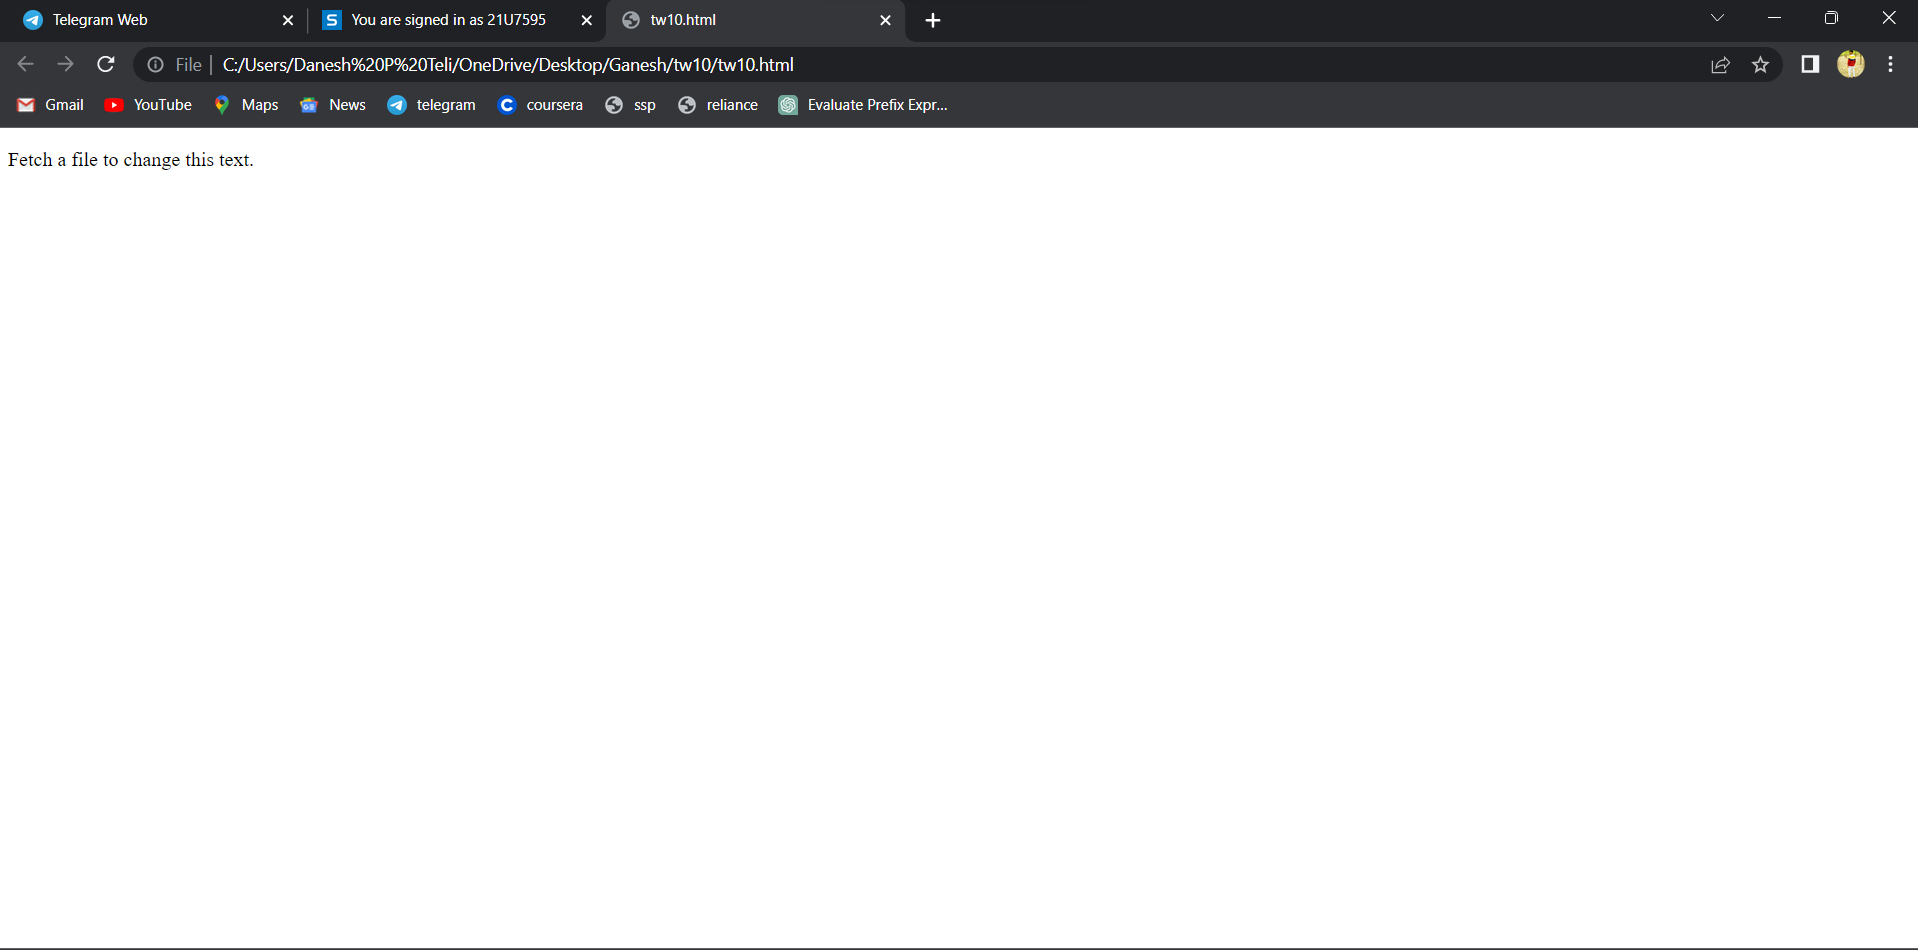 Telegram Web
You are signed in as 21U7595
tw10.html
File
C:/Users/Danesh%20P%20Teli/OneDrive/Desktop/Ganesh/tw10/tw10.html
Gmail
YouTube
Maps
News
telegram
coursera
ssp
reliance
Evaluate Prefix Expr...
Fetch a file to change this text.